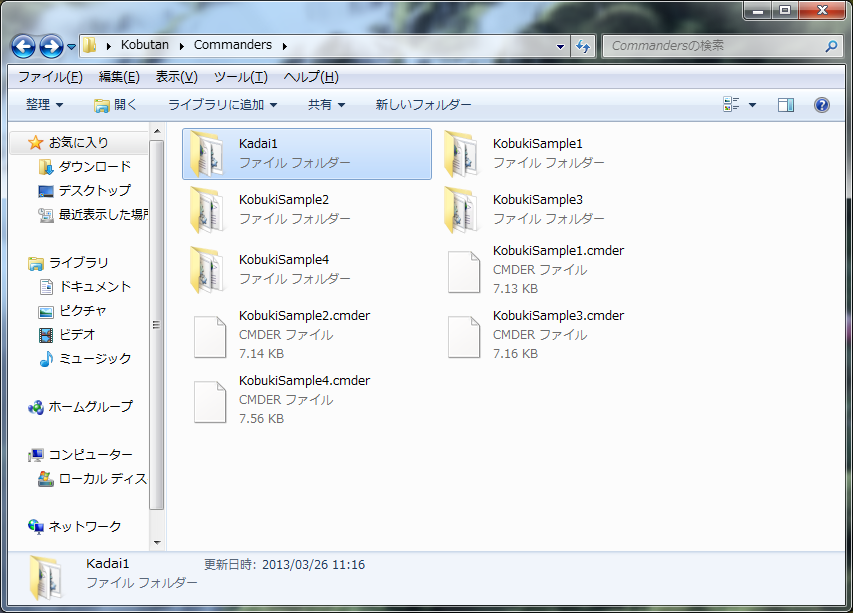 Kobutan Commanders
Commandersの検索
ファイル(F) 編集(E) 表示(V) ツール(T) ヘルプ(H)
整理 開く ライブラリに追加 共有 新しいフォルダー
お気に入り
ダウンロード
デスクトップ
最近表示した場所
ライブラリ
ドキュメント
ピクチャ
ビデオ
ミュージック
ホームグループ
コンピューター
ローカル ディス
ネットワーク
Kadai1
ファイル フォルダー
KobukiSample1
ファイル フォルダー
KobukiSample2
ファイル フォルダー
KobukiSample3
ファイル フォルダー
KobukiSample4
ファイル フォルダー
KobukiSample1.cmder
CMDER ファイル
7.13 KB
KobukiSample2.cmder
CMDER ファイル
7.14 KB
KobukiSample3.cmder
CMDER ファイル
7.16 KB
KobukiSample4.cmder
CMDER ファイル
7.56 KB
Kadai1 更新日時: 2013/03/26 11:16
ファイル フォルダー